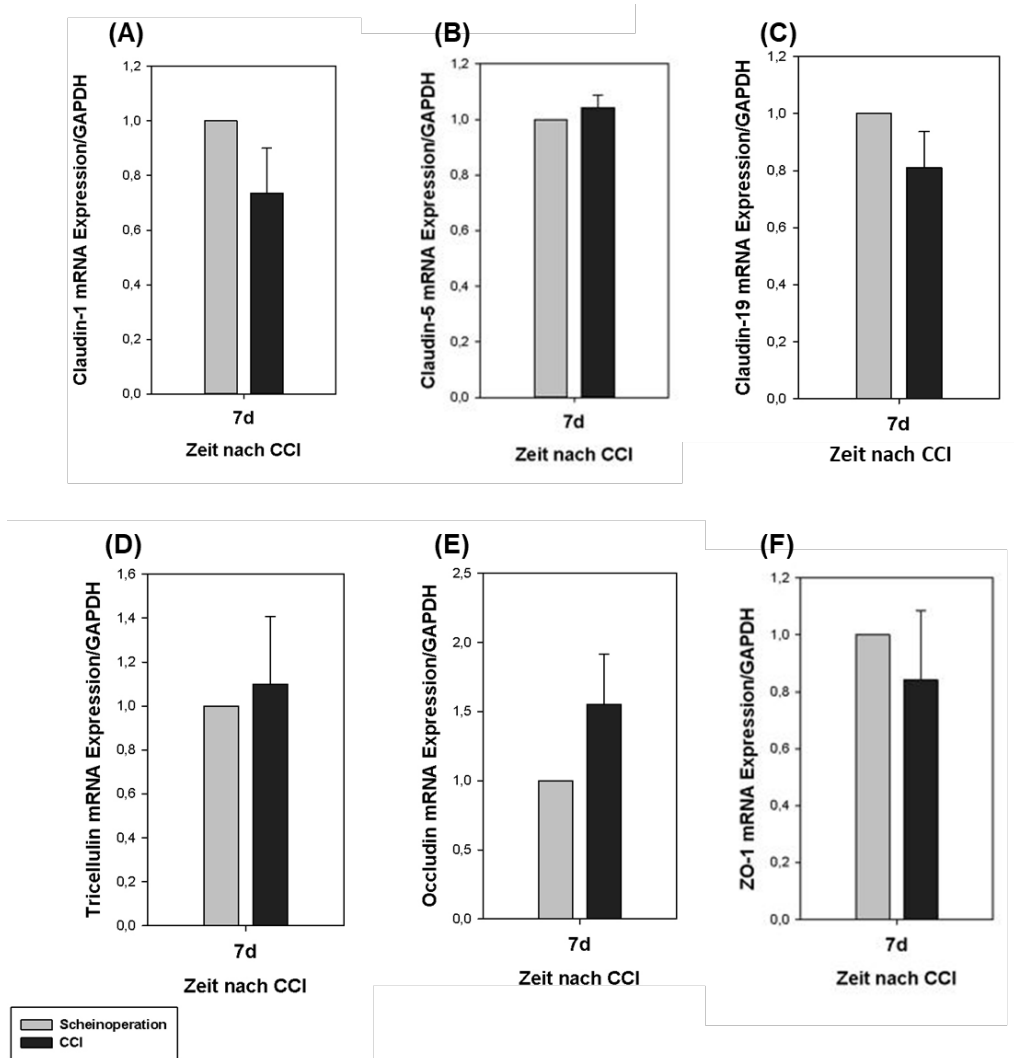 (A)
Claudin-1 mRNA Expression/GAPDH
1,2
1,0
0,8
0,6
0,4
0,2
0,0
7d
Zeit nach CCI
(B)
Claudin-5 mRNA Expression/GAPDH
1,2
1,0
0,8
0,6
0,4
0,2
0,0
7d
Zeit nach CCI
(C)
Claudin-19 mRNA Expression/GAPDH
1,2
1,0
0,8
0,6
0,4
0,2
0,0
7d
Zeit nach CCI
(D)
Tricellulin mRNA Expression/GAPDH
1,6
1,4
1,2
1,0
0,8
0,6
0,4
0,2
0,0
7d
Zeit nach CCI
(E)
Occludin mRNA Expression/GAPDH
2,5
2,0
1,5
1,0
0,5
0,0
7d
Zeit nach CCI
(F)
ZO-1 mRNA Expression/GAPDH
1,2
1,0
0,8
0,6
0,4
0,2
0,0
7d
Zeit nach CCI
Scheinoperation
CCI